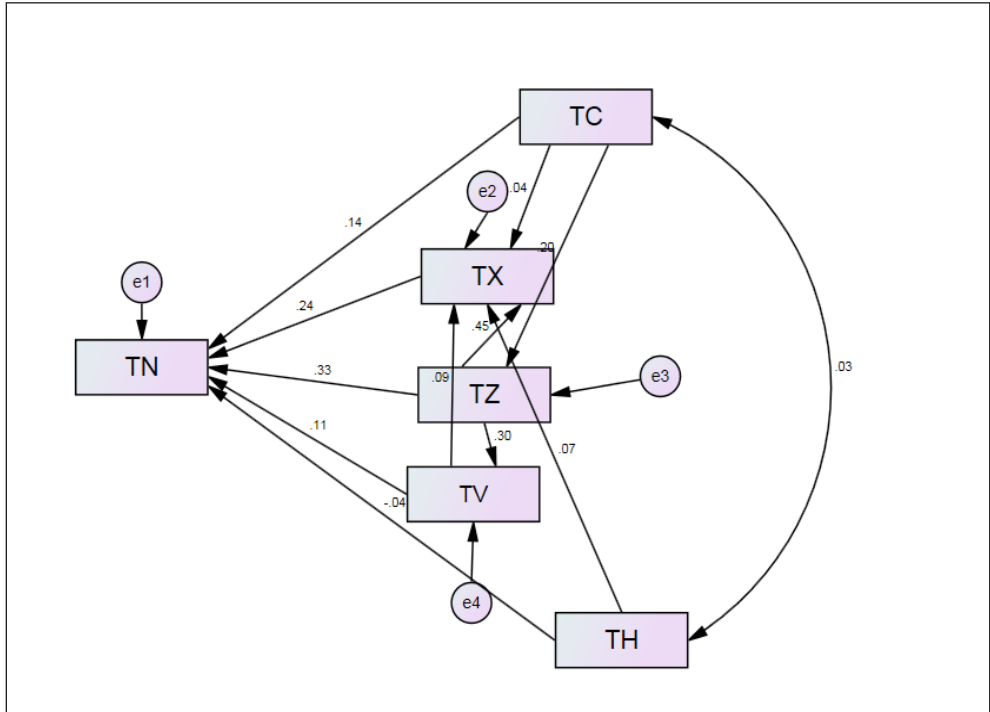 TC
e2
.04
.14
.20
TX
e1
.24
.45
TN
.33
.09
TZ
e3
.03
.11
.30
.07
TV
-.04
e4
TH